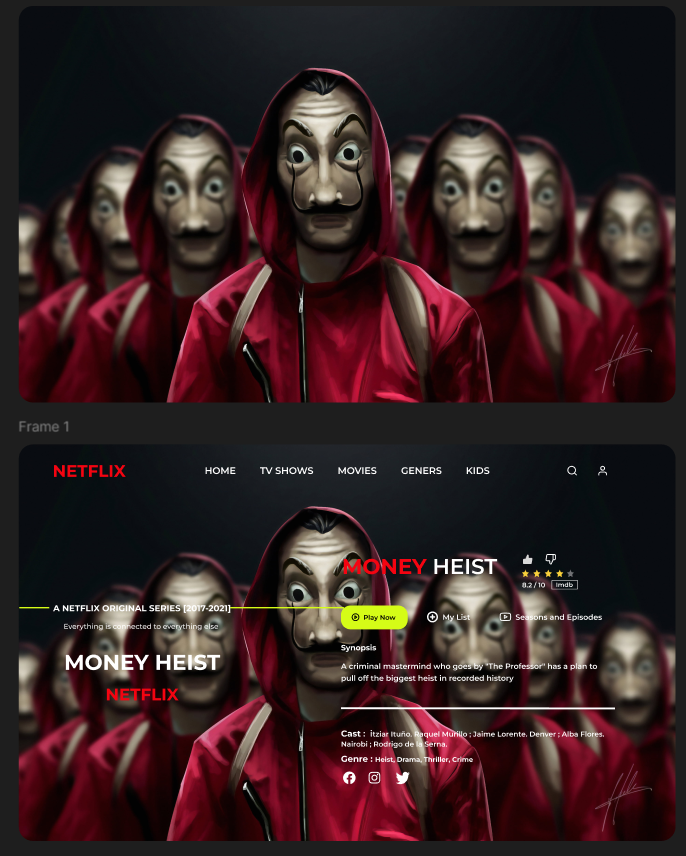 Frame 1
NETFLIX
HOME TV SHOWS MOVIES GENERS KIDS
MONEY HEIST
8.2 / 10 Imdb
A NETFLIX ORIGINAL SERIES [2017-2021]
Everything is connected to everything else
MONEY HEIST
NETFLIX
Play Now My List Seasons and Episodes
Synopsis
A criminal mastermind who goes by "The Professor" has a plan to
pull off the biggest heist in recorded history
Cast : İtziar Ituño. Raquel Murillo ; Jaime Lorente. Denver ; Alba Flores.
Nairobi ; Rodrigo de la Serna.
Genre : Heist, Drama, Thriller, Crime